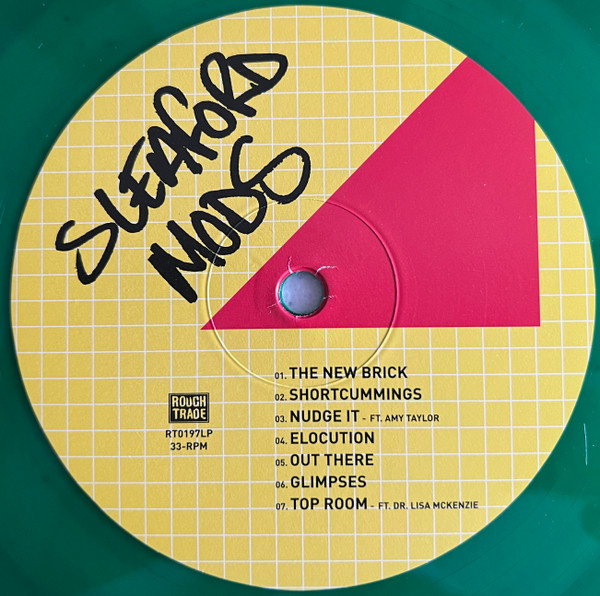 SLEAFORD
MODS
01. THE NEW BRICK
02. SHORTCUMMINGS
03. NUDGE IT - FT. AMY TAYLOR
04. ELOCUTION
05. OUT THERE
06. GLIMPSES
07. TOP ROOM - FT. DR. LISA MCKENZIE
ROUGH
TRADE
RT0197LP
33-RPM